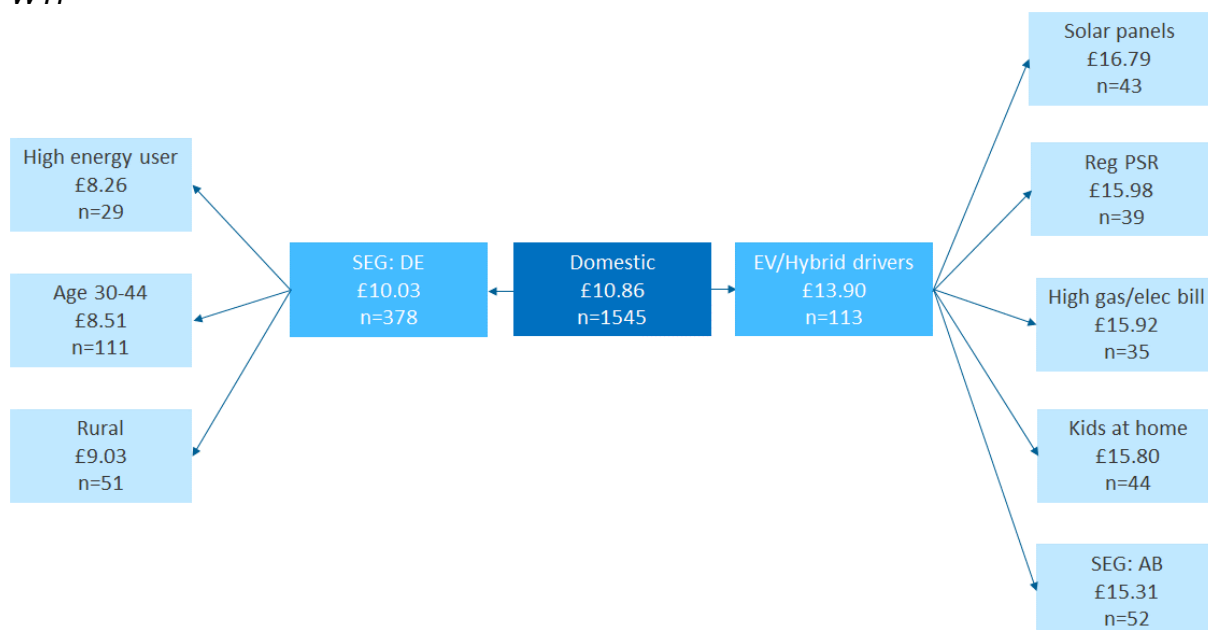 Solar panels
£16.79
n=43
High energy user
£8.26
n=29
Reg PSR
£15.98
n=39
SEG: DE
£10.03
n=378
Domestic
£10.86
n=1545
EV/Hybrid drivers
£13.90
n=113
Age 30-44
£8.51
n=111
High gas/elec bill
£15.92
n=35
Rural
£9.03
n=51
Kids at home
£15.80
n=44
SEG: AB
£15.31
n=52